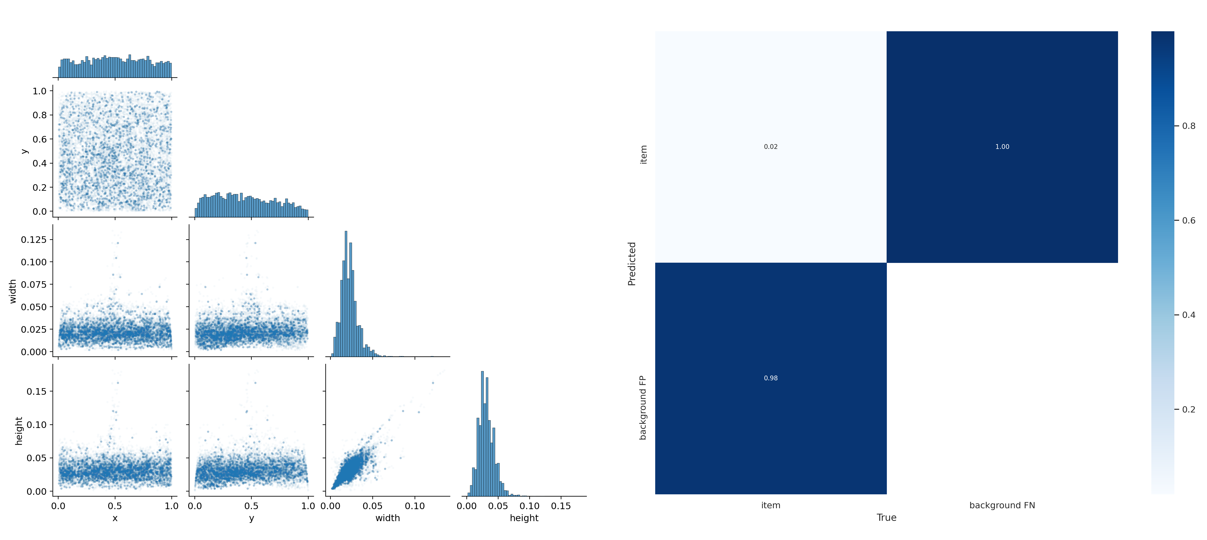 1.0
0.8
0.6
0.4
0.2
0.0
y
0.125
0.100
0.075
0.050
0.025
0.000
width
0.15
0.10
0.05
0.00
height
0.0 0.5 1.0
x
0.0 0.5 1.0
y
0.00 0.05 0.10
width
0.00 0.05 0.10 0.15
height
0.02
1.00
0.98
item
background FP
Predicted
item
background FN
True
0.8
0.6
0.4
0.2